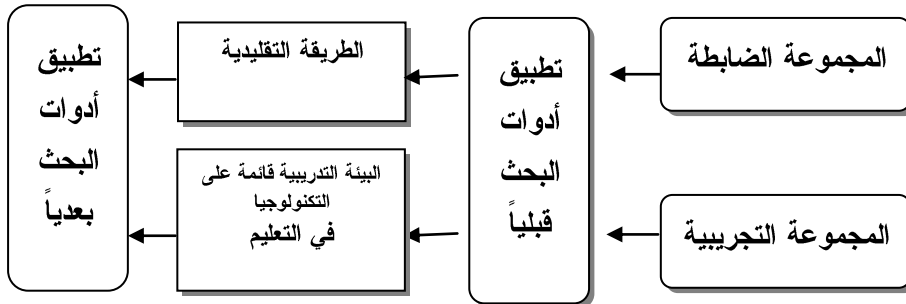 المجموعة الضابطة
المجموعة التجريبية
تطبيق
أدوات
البحث
قبلياً
الطريقة التقليدية
البيئة التدريبية قائمة على
التكنولوجيا
في التعليم
تطبيق
أدوات
البحث
بعدياً